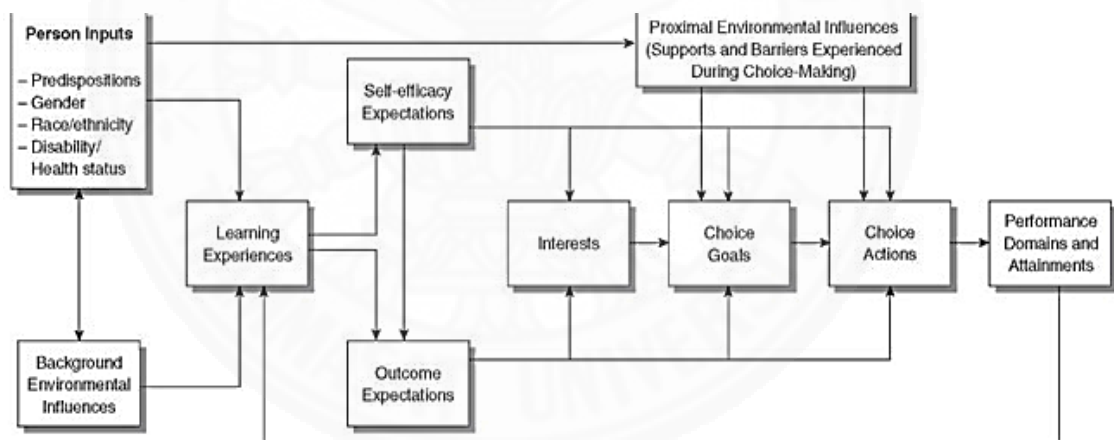 Person Inputs
– Predispositions
– Gender
– Race/ethnicity
– Disability/
Health status
Proximal Environmental Influences
(Supports and Barriers Experienced
During Choice-Making)
Self-efficacy
Expectations
Learning
Experiences
Interests
Choice
Goals
Choice
Actions
Performance
Domains and
Attainments
Background
Environmental
Influences
Outcome
Expectations